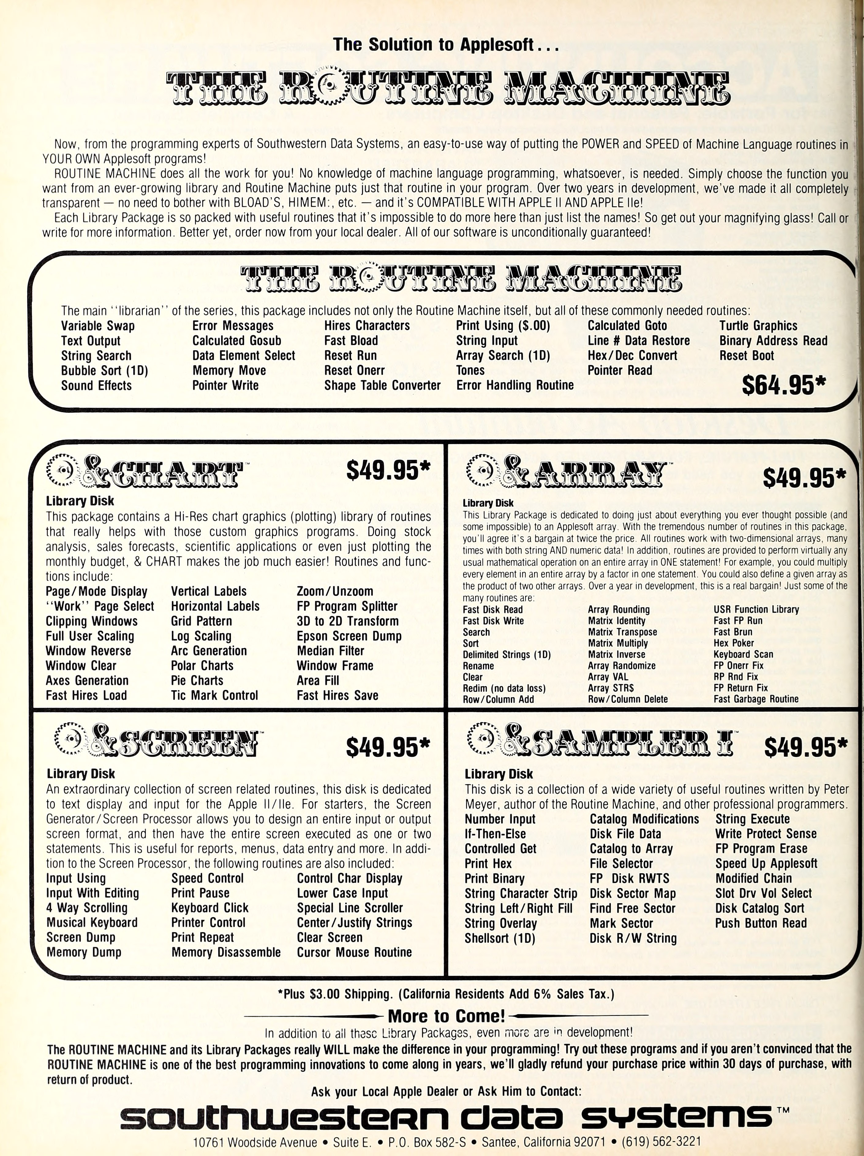 The Solution to Applesoft...
THE ROUTINE MACHINE
Now, from the programming experts of Southwestern Data Systems, an easy-to-use way of putting the POWER and SPEED of Machine Language routines in
YOUR OWN Applesoft programs!
ROUTINE MACHINE does all the work for you! No knowledge of machine language programming, whatsoever, is needed. Simply choose the function you
want from an ever-growing library and Routine Machine puts just that routine in your program. Over two years in development, we've made it all completely
transparent — no need to bother with BLOAD'S, HIMEM:, etc. — and it's COMPATIBLE WITH APPLE II AND APPLE IIe!
Each Library Package is so packed with useful routines that it's impossible to do more here than just list the names! So get out your magnifying glass! Call or
write for more information. Better yet, order now from your local dealer. All of our software is unconditionally guaranteed!
THE ROUTINE MACHINE
The main "librarian" of the series, this package includes not only the Routine Machine itself, but all of these commonly needed routines:
Variable Swap Error Messages Hires Characters Print Using ($.00) Calculated Goto Turtle Graphics
Text Output Calculated Gosub Fast Bload String Input Line # Data Restore Binary Address Read
String Search Data Element Select Reset Run Array Search (1D) Hex/Dec Convert Reset Boot
Bubble Sort (1D) Memory Move Reset Onerr Tones Pointer Read
Sound Effects Pointer Write Shape Table Converter Error Handling Routine
$64.95*
&CHART™ $49.95*
Library Disk
This package contains a Hi-Res chart graphics (plotting) library of routines
that really helps with those custom graphics programs. Doing stock
analysis, sales forecasts, scientific applications or even just plotting the
monthly budget, & CHART makes the job much easier! Routines and func-
tions include:
Page/Mode Display Vertical Labels Zoom/Unzoom
"Work" Page Select Horizontal Labels FP Program Splitter
Clipping Windows Grid Pattern 3D to 2D Transform
Full User Scaling Log Scaling Epson Screen Dump
Window Reverse Arc Generation Median Filter
Window Clear Polar Charts Window Frame
Axes Generation Pie Charts Area Fill
Fast Hires Load Tic Mark Control Fast Hires Save
&ARRAY™ $49.95*
Library Disk
This Library Package is dedicated to doing just about everything you ever thought possible (and
some impossible) to an Applesoft array. With the tremendous number of routines in this package,
you'll agree it's a bargain at twice the price. All routines work with two-dimensional arrays, many
times with both string AND numeric data! In addition, routines are provided to perform virtually any
usual mathematical operation on an entire array in ONE statement! For example, you could multiply
every element in an entire array by a factor in one statement. You could also define a given array as
the product of two other arrays. Over a year in development, this is a real bargain! Just some of the
many routines are:
Fast Disk Read Array Rounding USR Function Library
Fast Disk Write Matrix Identity Fast FP Run
Search Matrix Transpose Fast Brun
Sort Matrix Multiply Hex Poker
Delimited Strings (1D) Matrix Inverse Keyboard Scan
Rename Array Randomize FP Onerr Fix
Clear Array VAL RP Rnd Fix
Redim (no data loss) Array STR$ FP Return Fix
Row/Column Add Row/Column Delete Fast Garbage Routine
&SCREEN™ $49.95*
Library Disk
An extraordinary collection of screen related routines, this disk is dedicated
to text display and input for the Apple II/IIe. For starters, the Screen
Generator/Screen Processor allows you to design an entire input or output
screen format, and then have the entire screen executed as one or two
statements. This is useful for reports, menus, data entry and more. In addi-
tion to the Screen Processor, the following routines are also included:
Input Using Speed Control Control Char Display
Input With Editing Print Pause Lower Case Input
4 Way Scrolling Keyboard Click Special Line Scroller
Musical Keyboard Printer Control Center/Justify Strings
Screen Dump Print Repeat Clear Screen
Memory Dump Memory Disassemble Cursor Mouse Routine
&SAMPLER I™ $49.95*
Library Disk
This disk is a collection of a wide variety of useful routines written by Peter
Meyer, author of the Routine Machine, and other professional programmers.
Number Input Catalog Modifications String Execute
If-Then-Else Disk File Data Write Protect Sense
Controlled Get Catalog to Array FP Program Erase
Print Hex File Selector Speed Up Applesoft
Print Binary FP Disk RWTS Modified Chain
String Character Strip Disk Sector Map Slot Drv Vol Select
String Left/Right Fill Find Free Sector Disk Catalog Sort
String Overlay Mark Sector Push Button Read
Shellsort (1D) Disk R/W String
*Plus $3.00 Shipping. (California Residents Add 6% Sales Tax.)
More to Come!
In addition to all these Library Packages, even more are in development!
The ROUTINE MACHINE and its Library Packages really WILL make the difference in your programming! Try out these programs and if you aren't convinced that the
ROUTINE MACHINE is one of the best programming innovations to come along in years, we'll gladly refund your purchase price within 30 days of purchase, with
return of product.
Ask your Local Apple Dealer or Ask Him to Contact:
southwestern data systems™
10761 Woodside Avenue • Suite E. • P.O. Box 582-S • Santee, California 92071 • (619) 562-3221